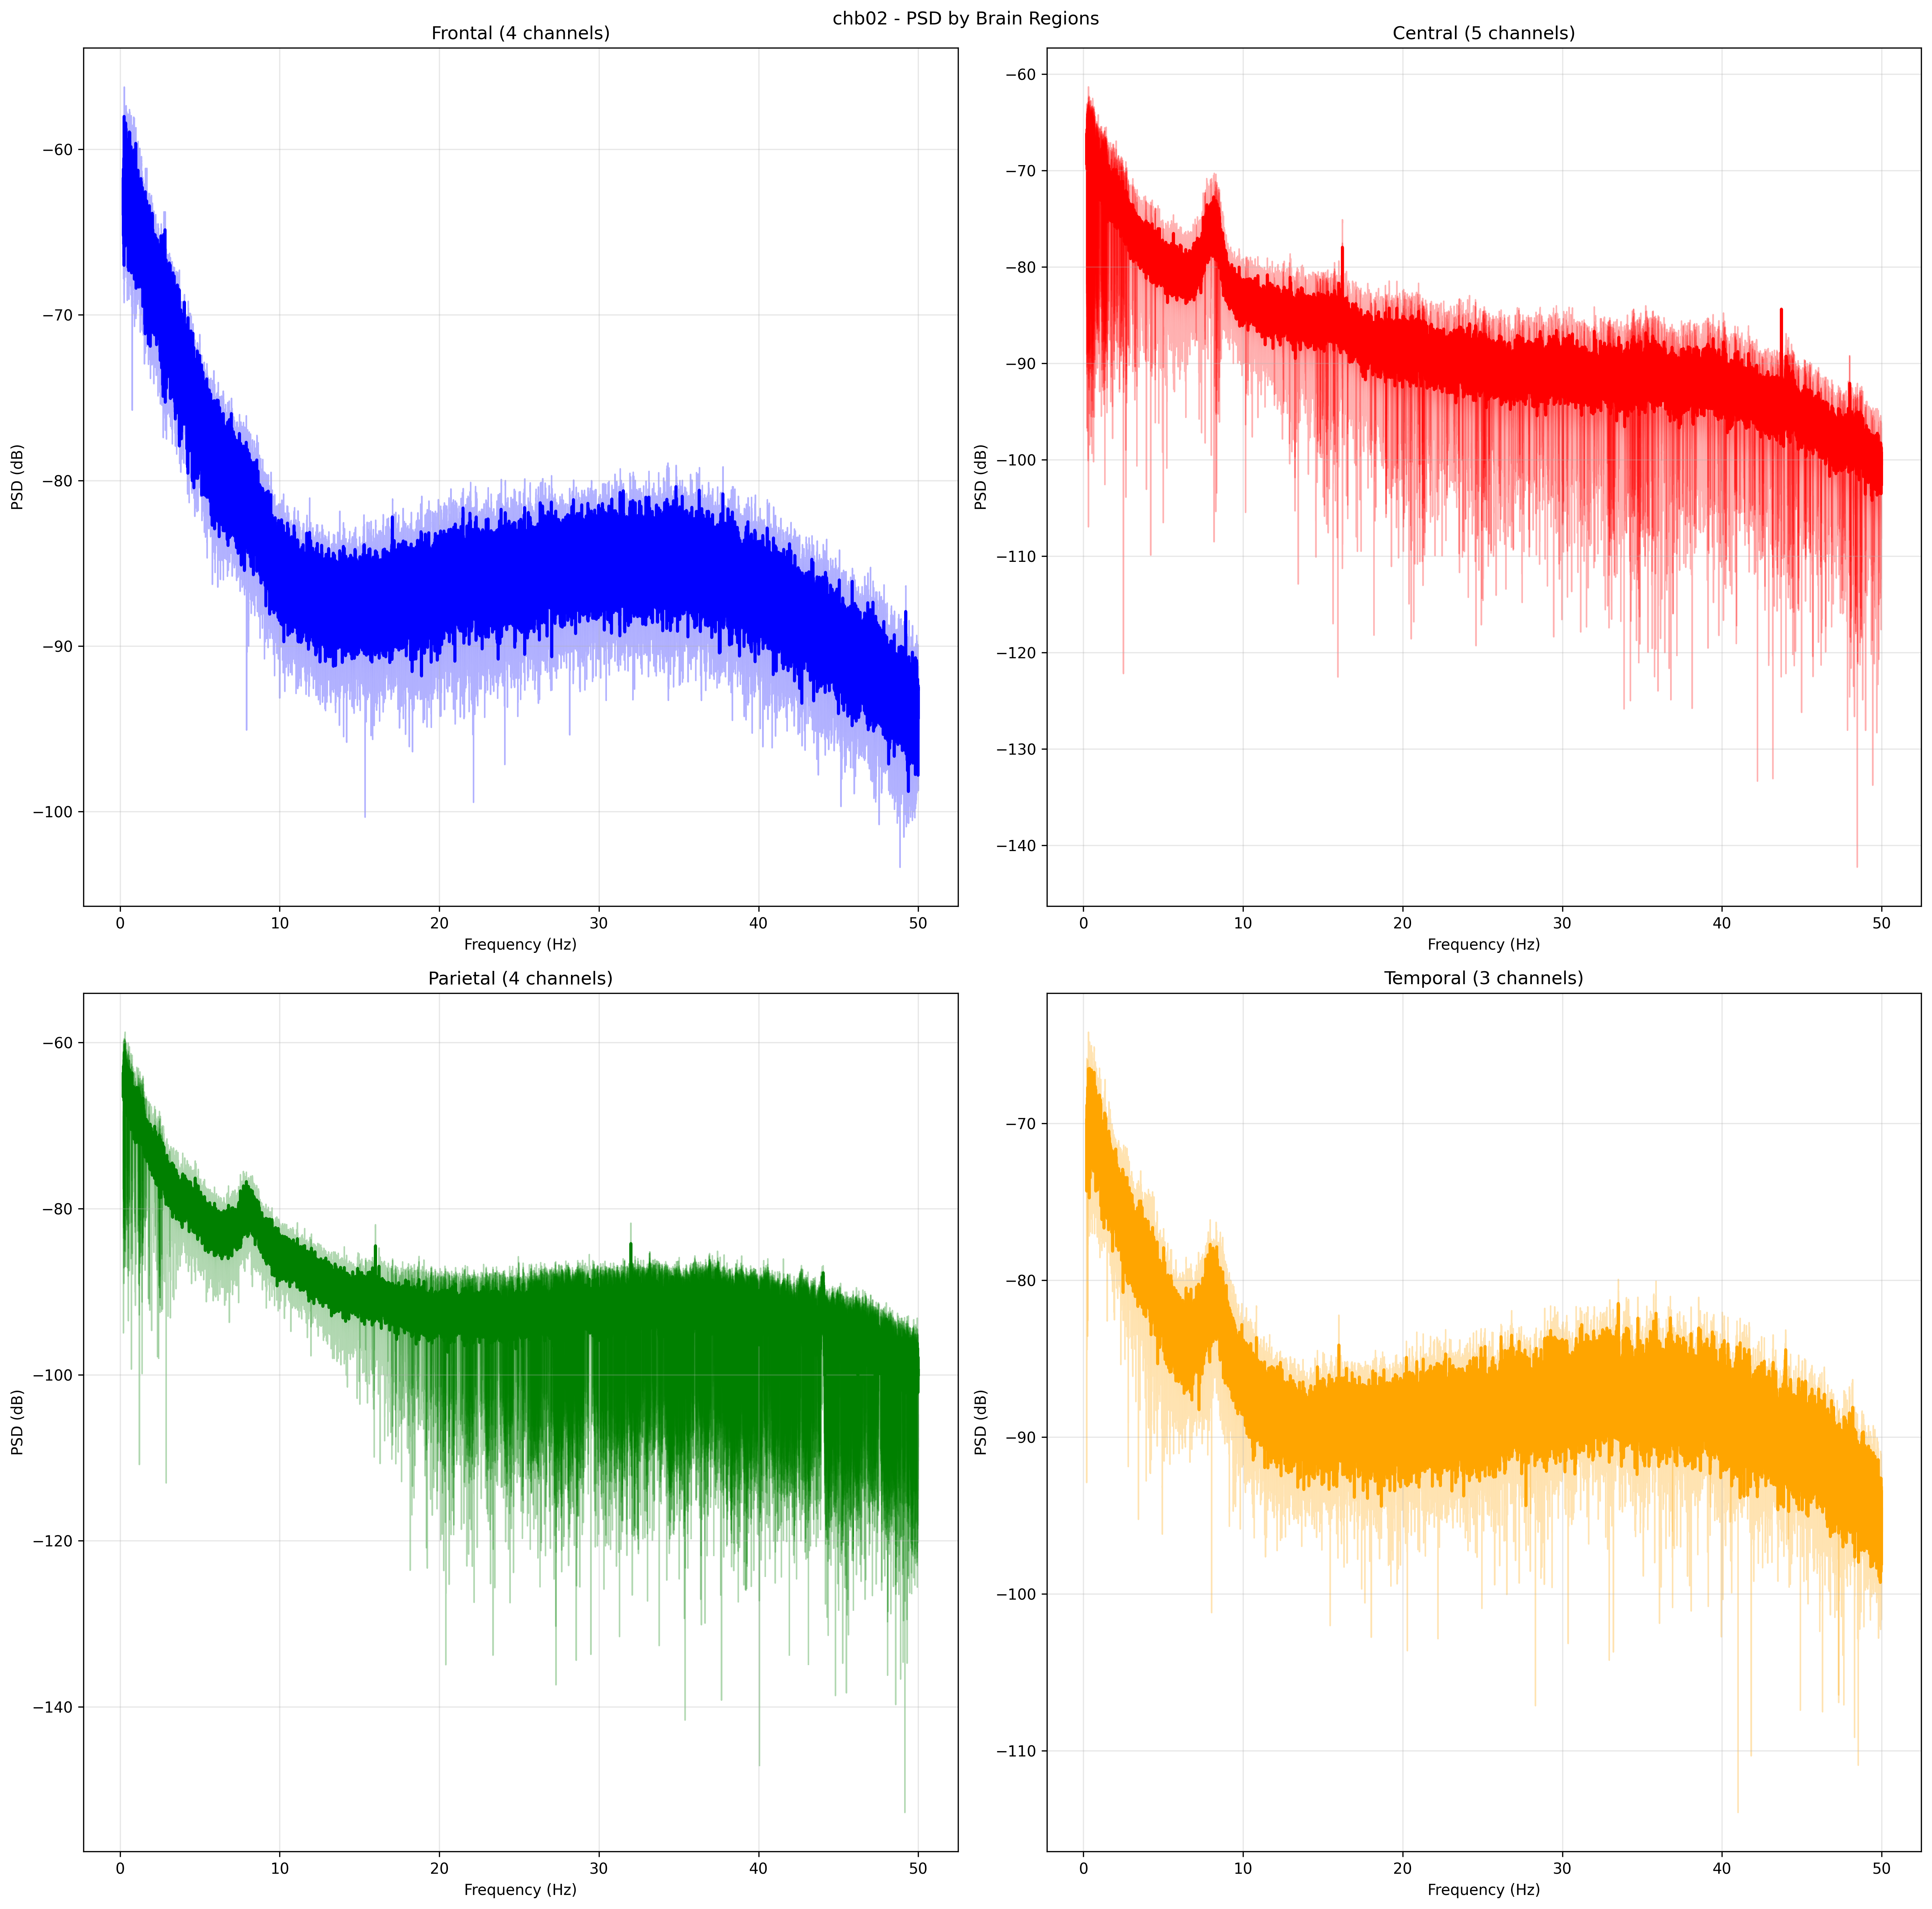 chb02 - PSD by Brain Regions
Frontal (4 channels)
PSD (dB)
−60
−70
−80
−90
−100
0 10 20 30 40 50
Frequency (Hz)
Central (5 channels)
PSD (dB)
−60
−70
−80
−90
−100
−110
−120
−130
−140
0 10 20 30 40 50
Frequency (Hz)
Parietal (4 channels)
PSD (dB)
−60
−80
−100
−120
−140
0 10 20 30 40 50
Frequency (Hz)
Temporal (3 channels)
PSD (dB)
−70
−80
−90
−100
−110
0 10 20 30 40 50
Frequency (Hz)